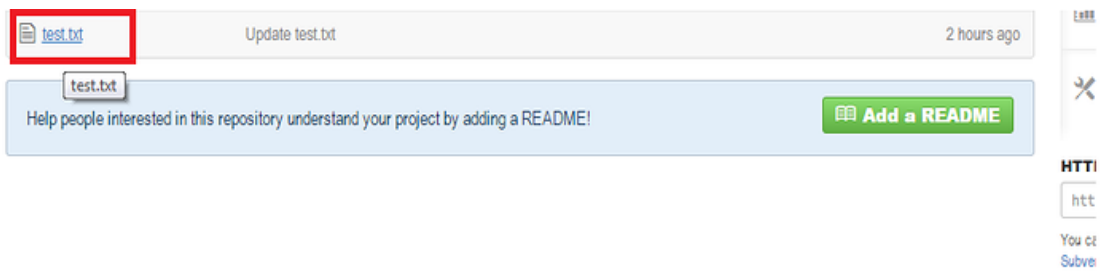 test.txt Update test.txt 2 hours ago
test.txt
Help people interested in this repository understand your project by adding a README!
Add a README
HTT
htt
You ca
Subve